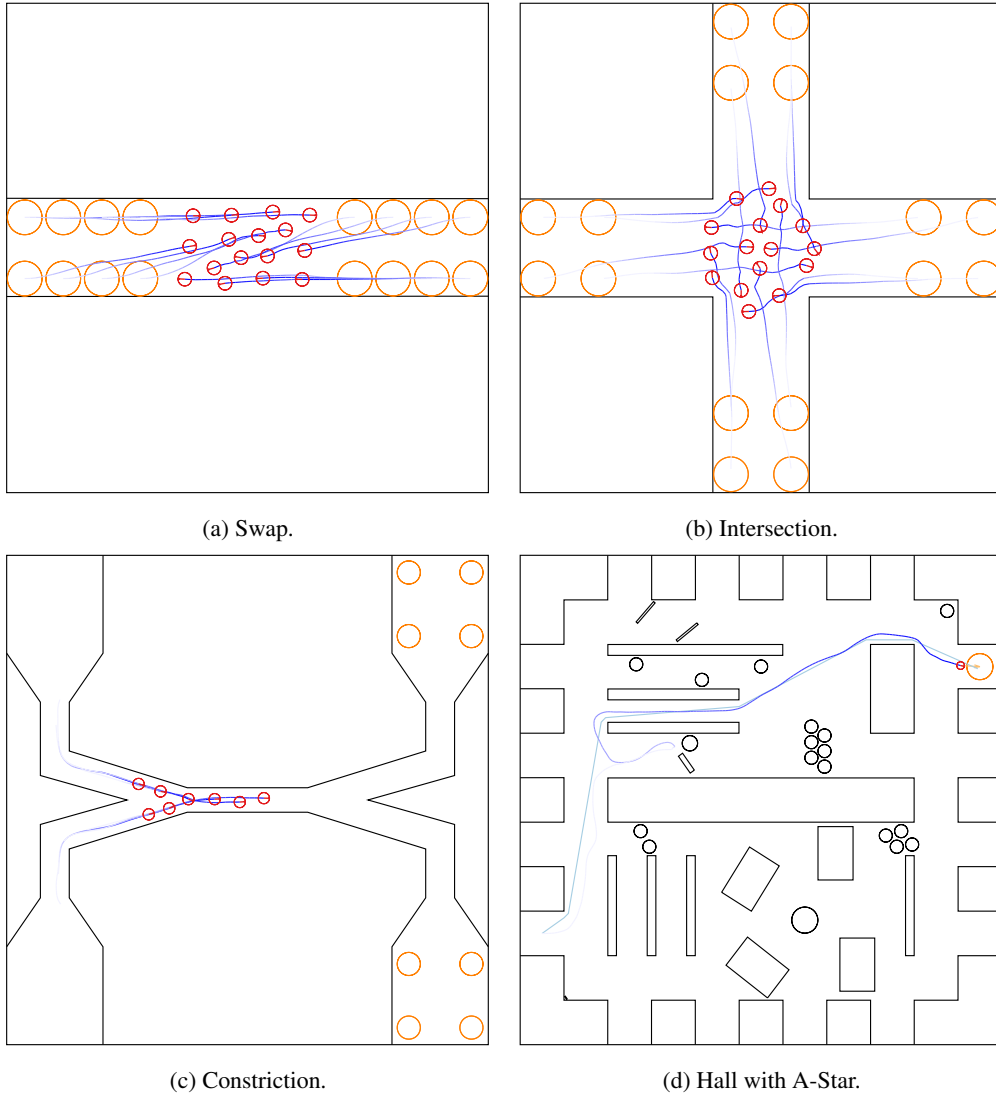 (a) Swap.
(b) Intersection.
(c) Constriction.
(d) Hall with A-Star.